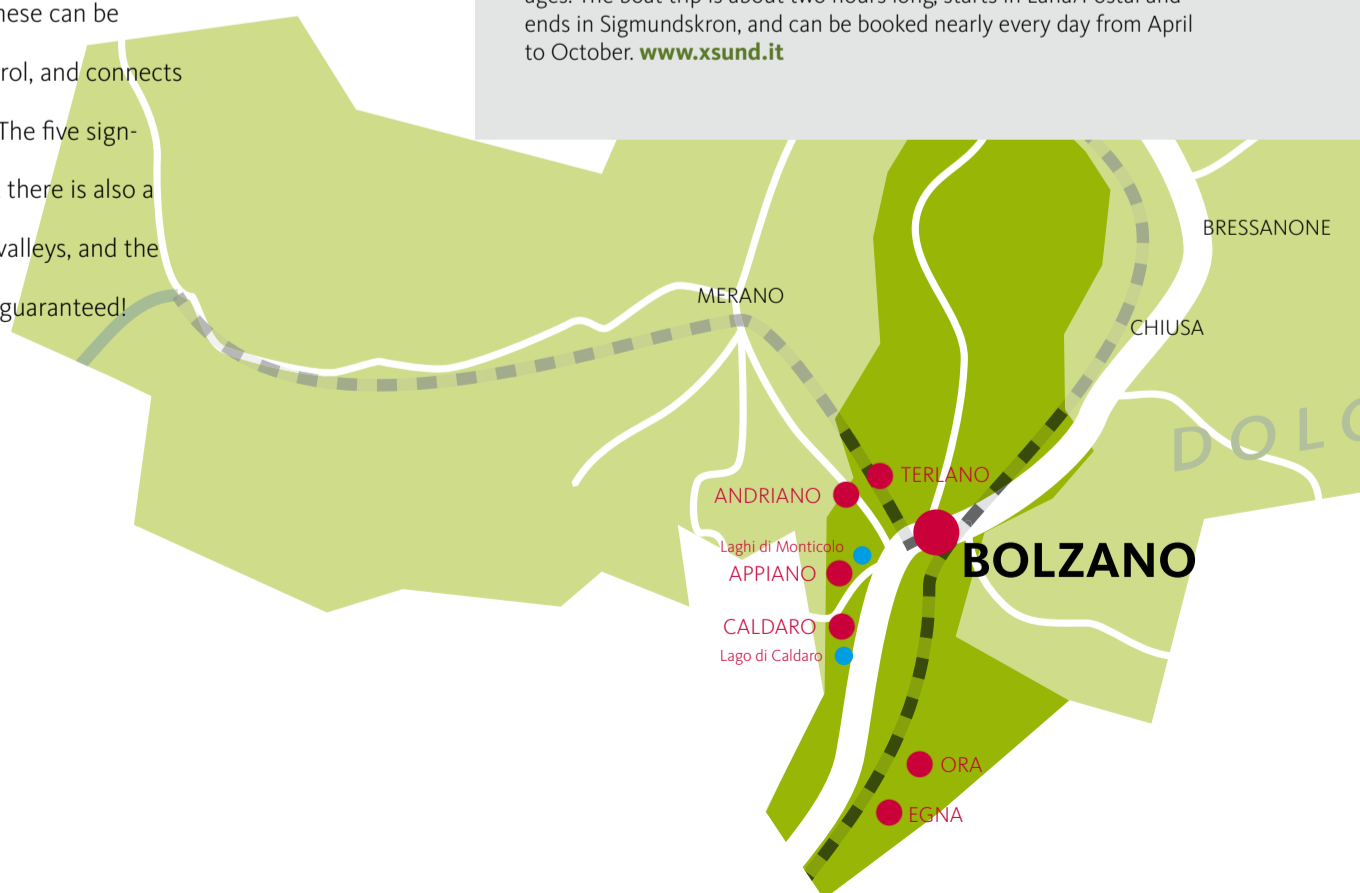 nese can be
rol, and connects
The five sign-
there is also a
valleys, and the
guaranteed!
ends in Sigmundskron, and can be booked nearly every day from April
to October. www.xsund.it
BRESSANONE
MERANO
CHIUSA
DOLO
TERLANO
ANDRIANO
Laghi di Monticolo
BOLZANO
APPIANO
CALDARO
Lago di Caldaro
ORA
EGNA